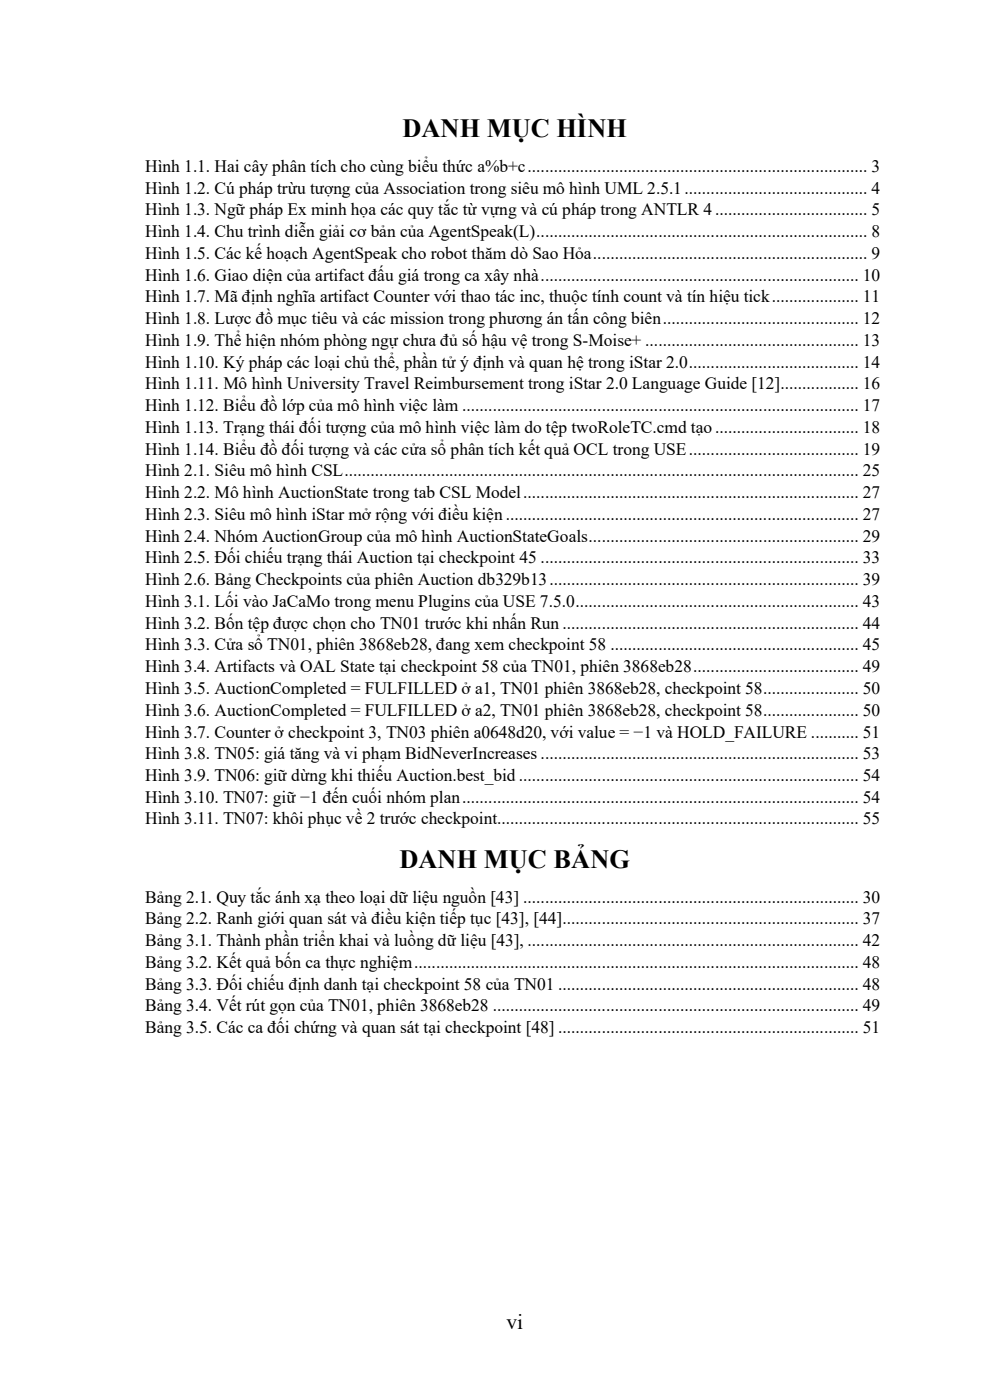 DANH MỤC HÌNH
Hình 1.1. Hai cây phân tích cho cùng biểu thức a%b+c ........ 3
Hình 1.2. Cú pháp trừu tượng của Association trong siêu mô hình UML 2.5.1 ........ 4
Hình 1.3. Ngữ pháp Ex minh họa các quy tắc từ vựng và cú pháp trong ANTLR 4 ........ 5
Hình 1.4. Chu trình diễn giải cơ bản của AgentSpeak(L) ........ 8
Hình 1.5. Các kế hoạch AgentSpeak cho robot thăm dò Sao Hỏa ........ 9
Hình 1.6. Giao diện của artifact đấu giá trong ca xây nhà ........ 10
Hình 1.7. Mã định nghĩa artifact Counter với thao tác inc, thuộc tính count và tín hiệu tick ........ 11
Hình 1.8. Lược đồ mục tiêu và các mission trong phương án tấn công biên ........ 12
Hình 1.9. Thể hiện nhóm phòng ngự chưa đủ số hậu vệ trong S-Moise+ ........ 13
Hình 1.10. Ký pháp các loại chủ thể, phần tử ý định và quan hệ trong iStar 2.0 ........ 14
Hình 1.11. Mô hình University Travel Reimbursement trong iStar 2.0 Language Guide [12] ........ 16
Hình 1.12. Biểu đồ lớp của mô hình việc làm ........ 17
Hình 1.13. Trạng thái đối tượng của mô hình việc làm do tệp twoRoleTC.cmd tạo ........ 18
Hình 1.14. Biểu đồ đối tượng và các cửa sổ phân tích kết quả OCL trong USE ........ 19
Hình 2.1. Siêu mô hình CSL ........ 25
Hình 2.2. Mô hình AuctionState trong tab CSL Model ........ 27
Hình 2.3. Siêu mô hình iStar mở rộng với điều kiện ........ 27
Hình 2.4. Nhóm AuctionGroup của mô hình AuctionStateGoals ........ 29
Hình 2.5. Đối chiếu trạng thái Auction tại checkpoint 45 ........ 33
Hình 2.6. Bảng Checkpoints của phiên Auction db329b13 ........ 39
Hình 3.1. Lối vào JaCaMo trong menu Plugins của USE 7.5.0 ........ 43
Hình 3.2. Bốn tệp được chọn cho TN01 trước khi nhấn Run ........ 44
Hình 3.3. Cửa sổ TN01, phiên 3868eb28, đang xem checkpoint 58 ........ 45
Hình 3.4. Artifacts và OAL State tại checkpoint 58 của TN01, phiên 3868eb28 ........ 49
Hình 3.5. AuctionCompleted = FULFILLED ở a1, TN01 phiên 3868eb28, checkpoint 58 ........ 50
Hình 3.6. AuctionCompleted = FULFILLED ở a2, TN01 phiên 3868eb28, checkpoint 58 ........ 50
Hình 3.7. Counter ở checkpoint 3, TN03 phiên a0648d20, với value = −1 và HOLD_FAILURE ........ 51
Hình 3.8. TN05: giá tăng và vi phạm BidNeverIncreases ........ 53
Hình 3.9. TN06: giữ dừng khi thiếu Auction.best_bid ........ 54
Hình 3.10. TN07: giữ −1 đến cuối nhóm plan ........ 54
Hình 3.11. TN07: khôi phục về 2 trước checkpoint ........ 55
DANH MỤC BẢNG
Bảng 2.1. Quy tắc ánh xạ theo loại dữ liệu nguồn [43] ........ 30
Bảng 2.2. Ranh giới quan sát và điều kiện tiếp tục [43], [44] ........ 37
Bảng 3.1. Thành phần triển khai và luồng dữ liệu [43], ........ 42
Bảng 3.2. Kết quả bốn ca thực nghiệm ........ 48
Bảng 3.3. Đối chiếu định danh tại checkpoint 58 của TN01 ........ 48
Bảng 3.4. Vết rút gọn của TN01, phiên 3868eb28 ........ 49
Bảng 3.5. Các ca đối chứng và quan sát tại checkpoint [48] ........ 51
vi